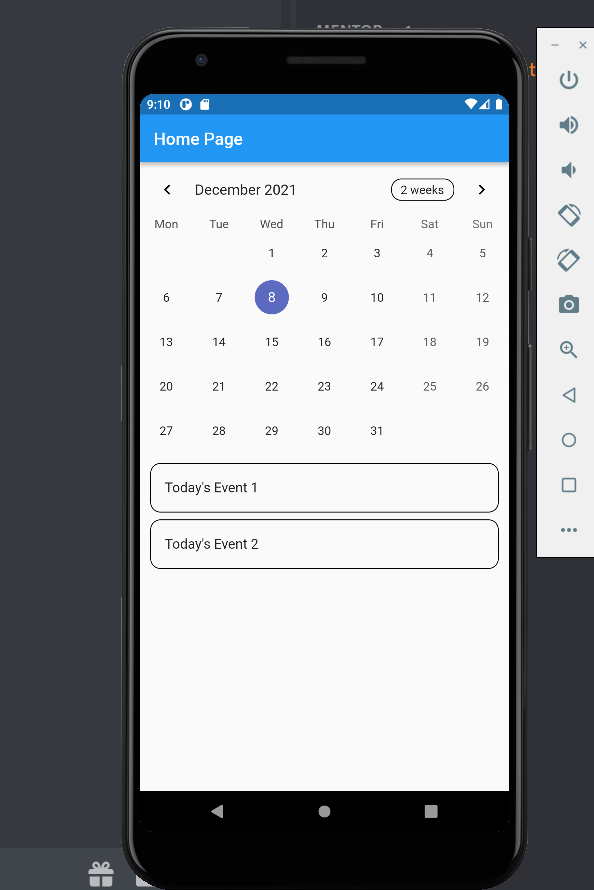 9:10
Home Page
December 2021 2 weeks
Mon Tue Wed Thu Fri Sat Sun
1 2 3 4 5
6 7 8 9 10 11 12
13 14 15 16 17 18 19
20 21 22 23 24 25 26
27 28 29 30 31
Today's Event 1
Today's Event 2